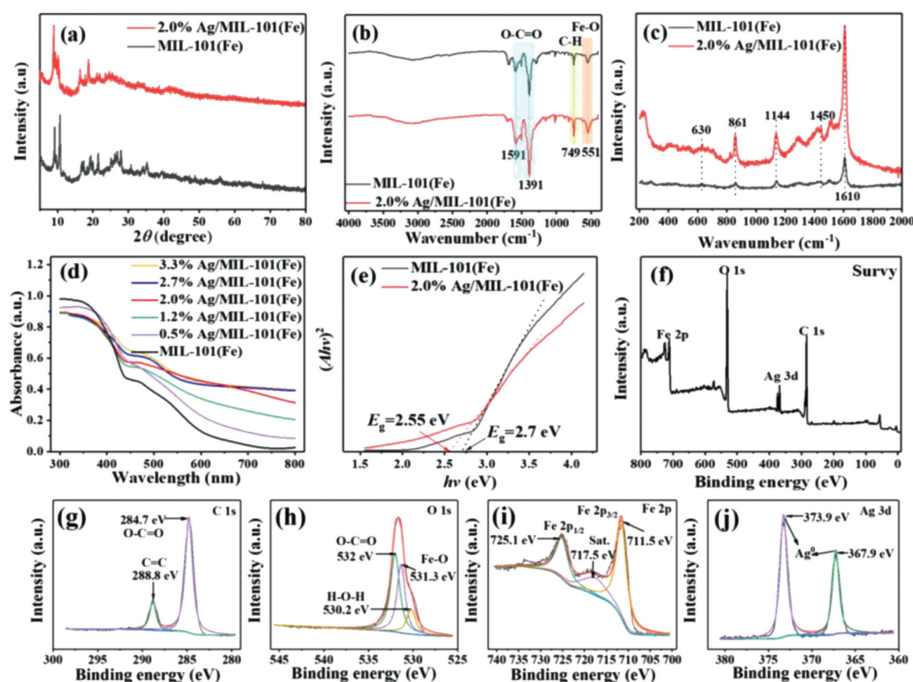 (a)
2.0% Ag/MIL-101(Fe)
MIL-101(Fe)
Intensity (a.u)
10 20 30 40 50 60 70 80
2θ (degree)
(b)
O-C=O
C-H
Fe-O
1591
1391
749
551
MIL-101(Fe)
2.0% Ag/MIL-101(Fe)
Intensity (a.u.)
4000 3500 3000 2500 2000 1500 1000 500
Wavenumber (cm⁻¹)
(c)
MIL-101(Fe)
2.0% Ag/MIL-101(Fe)
630
861
1144
1450
1610
Intensity (a.u.)
200 400 600 800 1000 1200 1400 1600 1800 2000
Wavenumber (cm⁻¹)
(d)
3.3% Ag/MIL-101(Fe)
2.7% Ag/MIL-101(Fe)
2.0% Ag/MIL-101(Fe)
1.2% Ag/MIL-101(Fe)
0.5% Ag/MIL-101(Fe)
MIL-101(Fe)
Absorbance (a.u.)
1.2
1.0
0.8
0.6
0.4
0.2
0.0
300 400 500 600 700 800
Wavelength (nm)
(e)
MIL-101(Fe)
2.0% Ag/MIL-101(Fe)
(Ahν)²
Eg=2.55 eV
Eg=2.7 eV
1.5 2.0 2.5 3.0 3.5 4.0
hν (eV)
(f)
Survy
O 1s
C 1s
Fe 2p
Ag 3d
Intensity (a.u.)
800 700 600 500 400 300 200 100 0
Binding energy (eV)
(g)
C 1s
284.7 eV
O-C=O
C=C
288.8 eV
Intensity (a.u.)
300 295 290 285 280
Binding energy (eV)
(h)
O 1s
O-C=O
532 eV
Fe-O
531.3 eV
H-O-H
530.2 eV
Intensity (a.u.)
545 540 535 530 525
Binding energy (eV)
(i)
Fe 2p
Fe 2p3/2
711.5 eV
Fe 2p1/2
725.1 eV
Sat.
717.5 eV
Intensity (a.u.)
740 735 730 725 720 715 710 705 700
Binding energy (eV)
(j)
Ag 3d
373.9 eV
Ag⁰
367.9 eV
Intensity (a.u.)
380 375 370 365 360
Binding energy (eV)